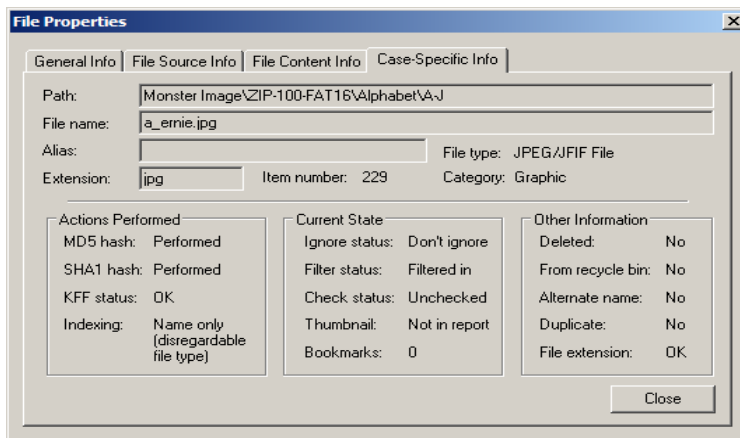 File Properties
General Info File Source Info File Content Info Case-Specific Info
Path: Monster Image\ZIP-100-FAT16\Alphabet\A-J
File name: a_ernie.jpg
Alias: File type: JPEG/JFIF File
Extension: jpg Item number: 229 Category: Graphic
Actions Performed
MD5 hash: Performed
SHA1 hash: Performed
KFF status: OK
Indexing: Name only
(disregardable
file type)
Current State
Ignore status: Don't ignore
Filter status: Filtered in
Check status: Unchecked
Thumbnail: Not in report
Bookmarks: 0
Other Information
Deleted: No
From recycle bin: No
Alternate name: No
Duplicate: No
File extension: OK
Close